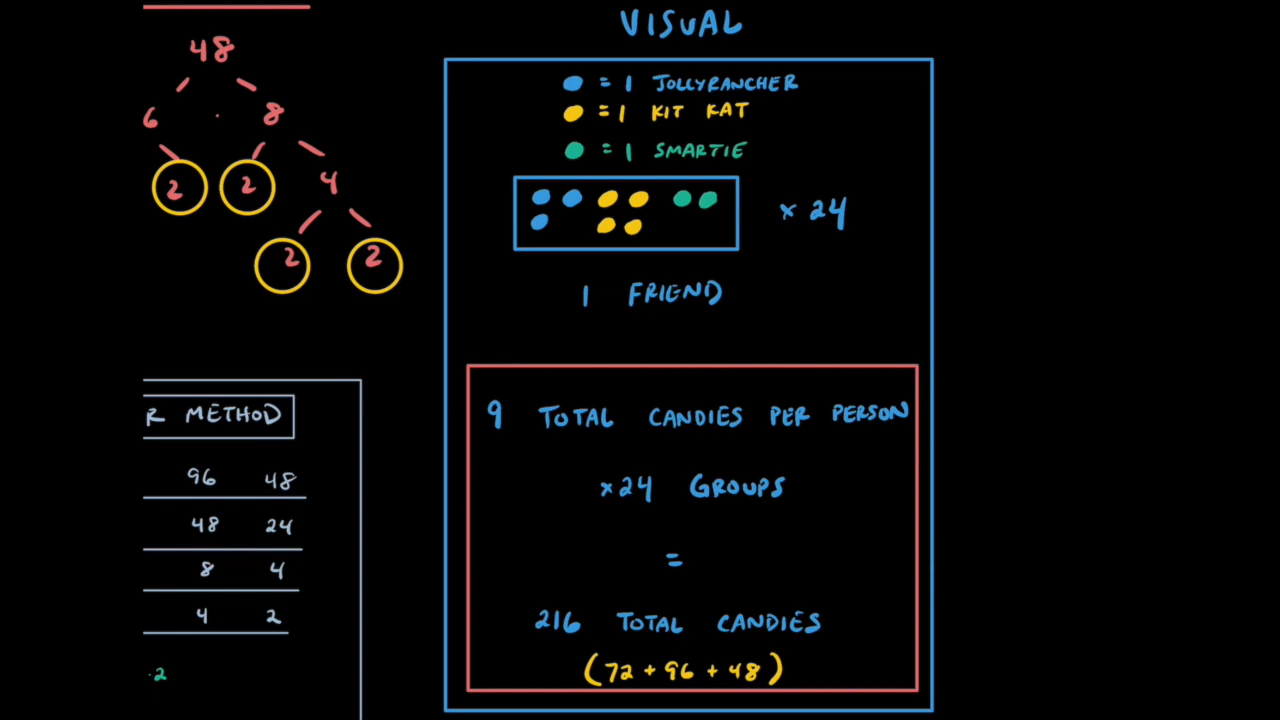 48
6 · 8
2 2 4
2 2
R METHOD
96 48
48 24
8 4
4 2
·2
VISUAL
= 1 JOLLYRANCHER
= 1 KIT KAT
= 1 SMARTIE
× 24
1 FRIEND
9 TOTAL CANDIES PER PERSON
×24 GROUPS
=
216 TOTAL CANDIES
(72 + 96 + 48)